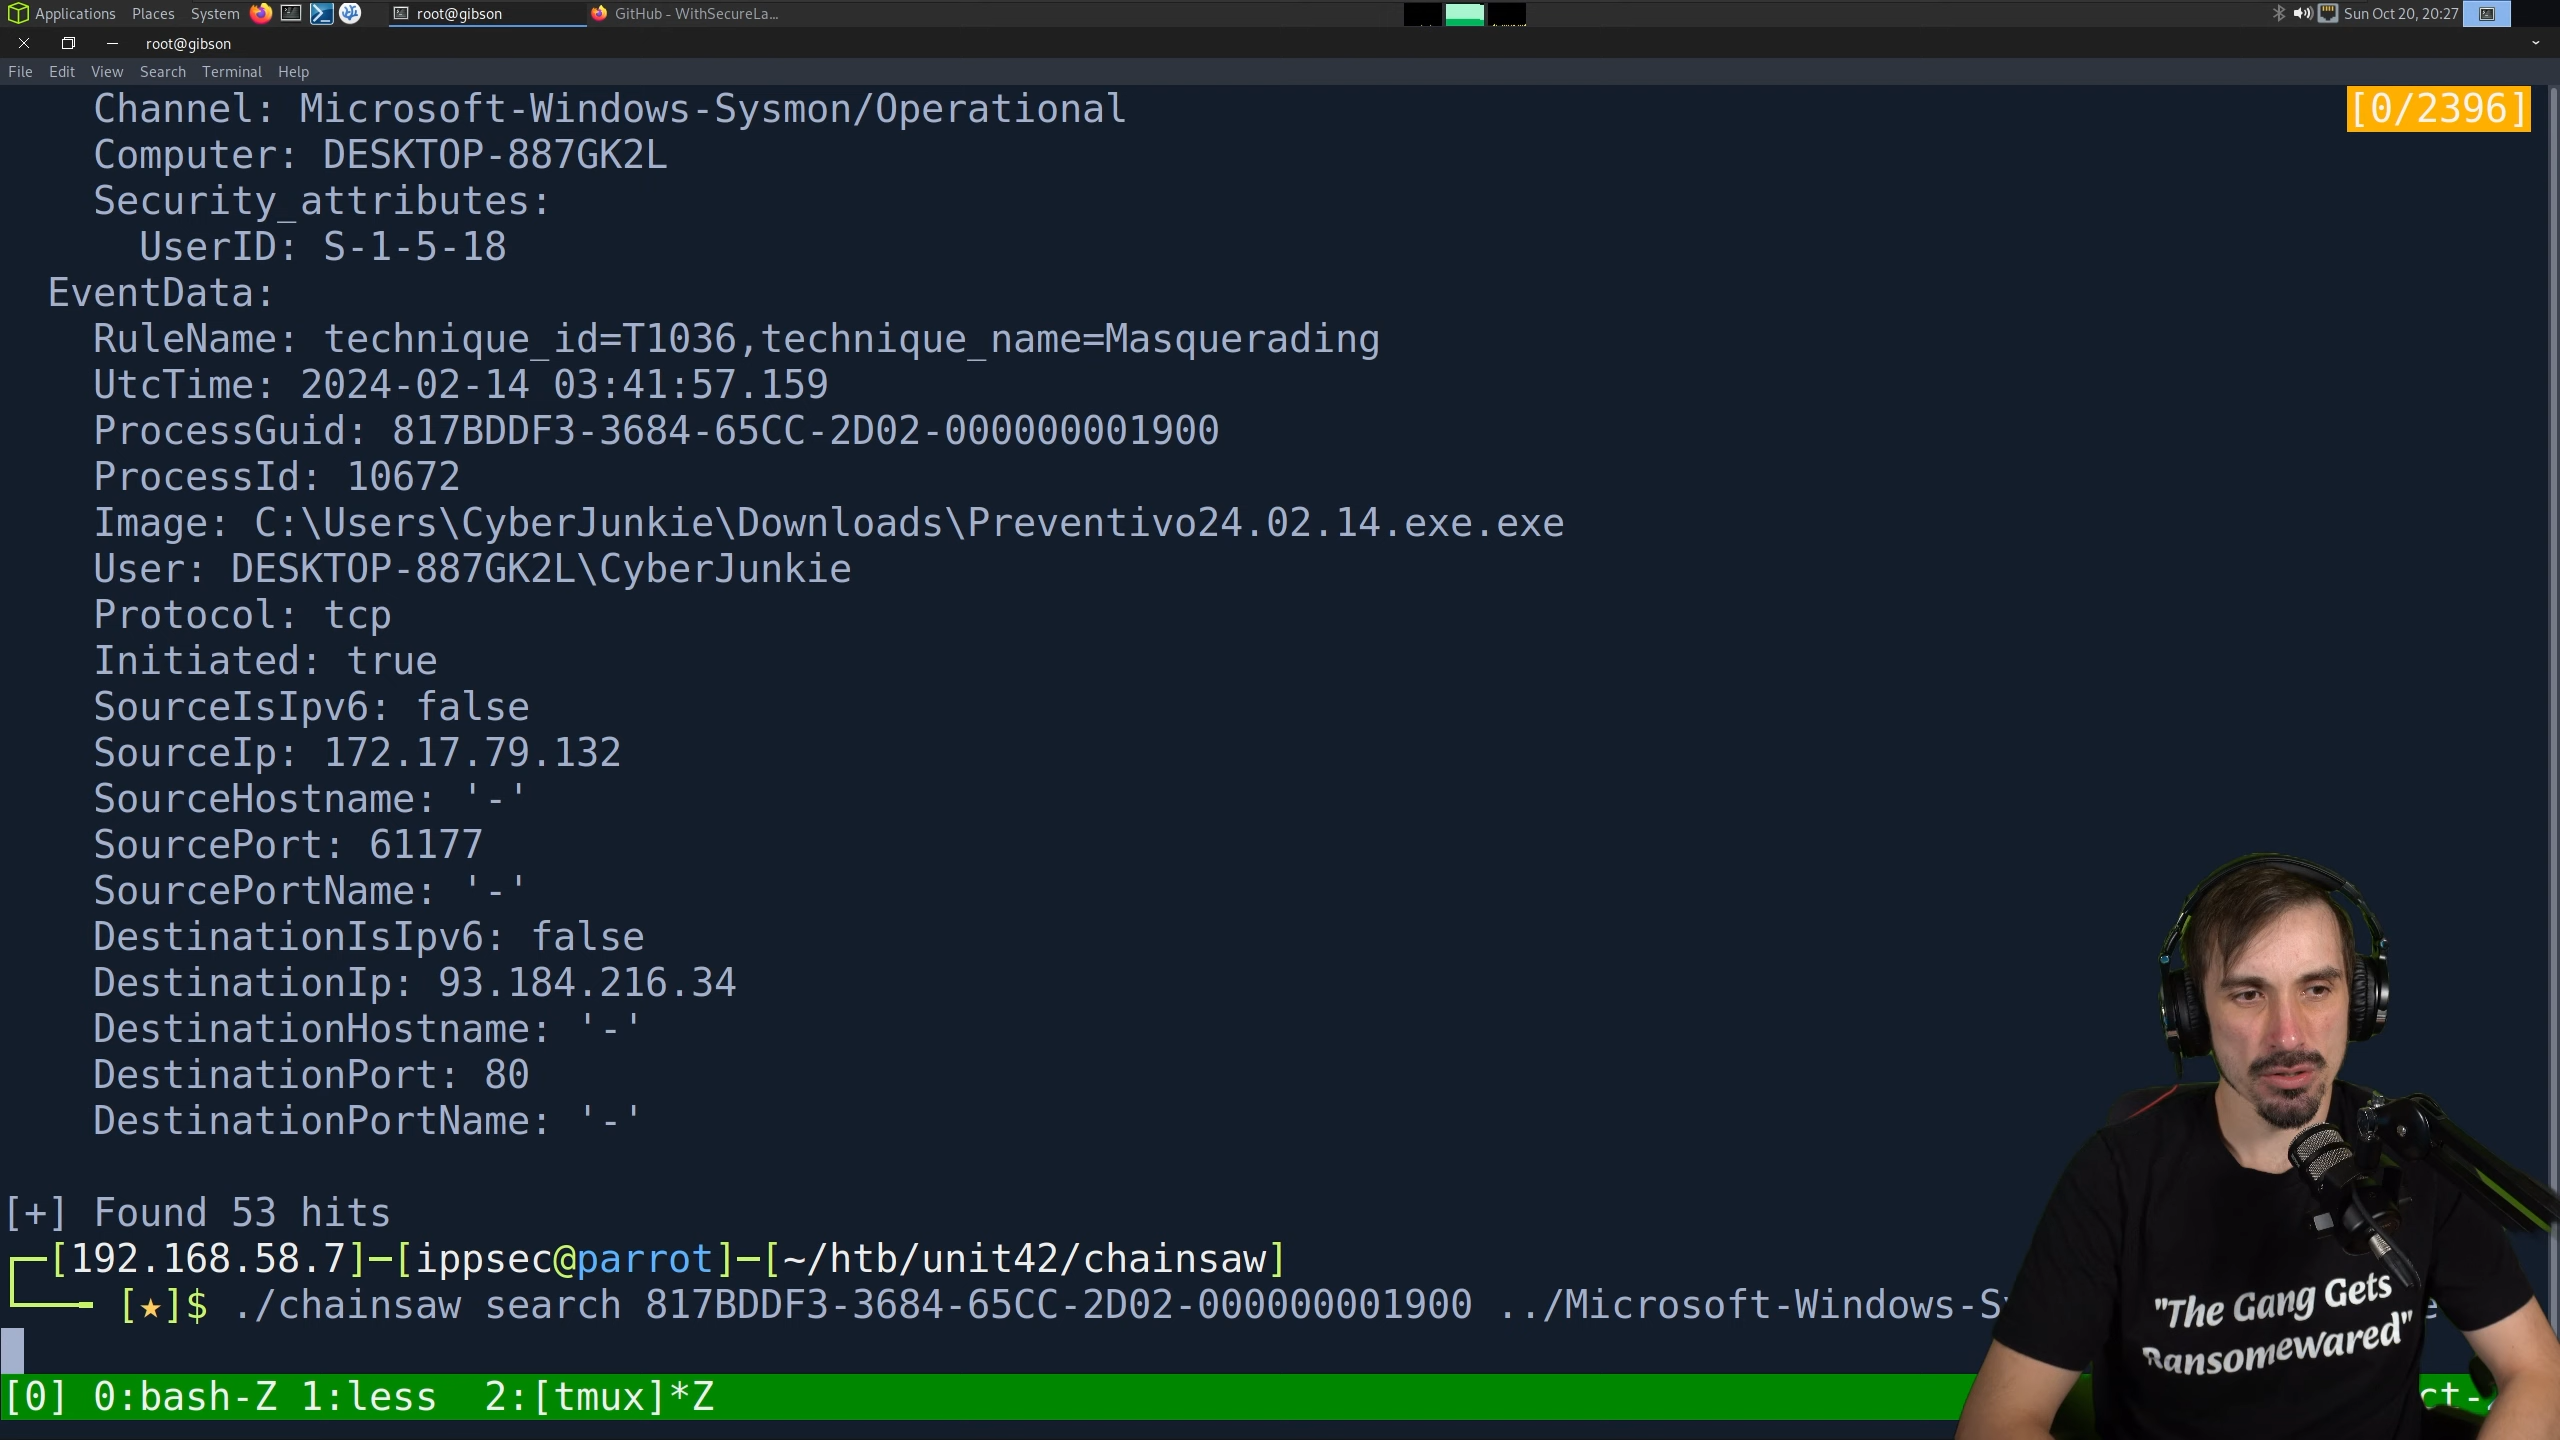 Applications Places System root@gibson GitHub - WithSecureLa... Sun Oct 20, 20:27
root@gibson
File Edit View Search Terminal Help
Channel: Microsoft-Windows-Sysmon/Operational [0/2396]
Computer: DESKTOP-887GK2L
Security_attributes:
UserID: S-1-5-18
EventData:
RuleName: technique_id=T1036,technique_name=Masquerading
UtcTime: 2024-02-14 03:41:57.159
ProcessGuid: 817BDDF3-3684-65CC-2D02-000000001900
ProcessId: 10672
Image: C:\Users\CyberJunkie\Downloads\Preventivo24.02.14.exe.exe
User: DESKTOP-887GK2L\CyberJunkie
Protocol: tcp
Initiated: true
SourceIsIpv6: false
SourceIp: 172.17.79.132
SourceHostname: '-'
SourcePort: 61177
SourcePortName: '-'
DestinationIsIpv6: false
DestinationIp: 93.184.216.34
DestinationHostname: '-'
DestinationPort: 80
DestinationPortName: '-'
[+] Found 53 hits
[192.168.58.7]─[ippsec@parrot]─[~/htb/unit42/chainsaw]
[★]$ ./chainsaw search 817BDDF3-3684-65CC-2D02-000000001900 ../Microsoft-Windows-S
[0] 0:bash-Z 1:less 2:[tmux]*Z
"The Gang Gets
Ransomewared"